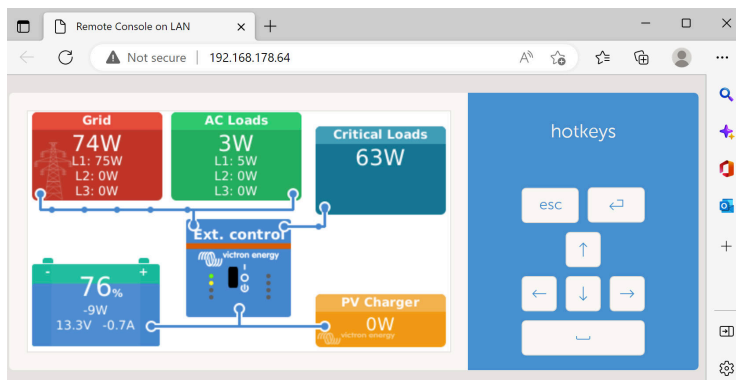 Remote Console on LAN
Not secure
192.168.178.64
Grid
74W
L1: 75W
L2: 0W
L3: 0W
AC Loads
3W
L1: 5W
L2: 0W
L3: 0W
Critical Loads
63W
Ext. control
victron energy
76%
-9W
13.3V -0.7A
PV Charger
0W
victron energy
hotkeys
esc